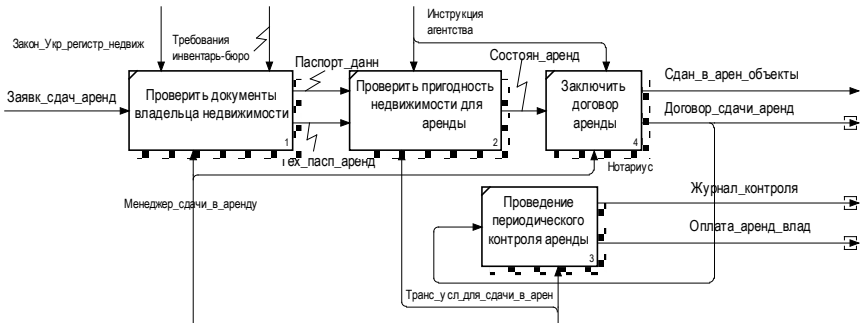 Инструкция
агентства
Закон_Укр_регистр_недвиж
Требования
инвентарь-бюро
Паспорт_данн
Состоян_аренд
Заявк_сдач_аренд
Проверить документы
владельца недвижимости
1
Проверить пригодность
недвижимости для
аренды
2
Заключить
договор
аренды
4
Сдан_в_арен_объекты
Договор_сдачи_аренд
Тех_пасп_аренд
Нотариус
Менеджер_сдачи_в_аренду
Проведение
периодического
контроля аренды
3
Журнал_контроля
Оплата_аренд_влад
Транс_усл_для_сдачи_в_арен